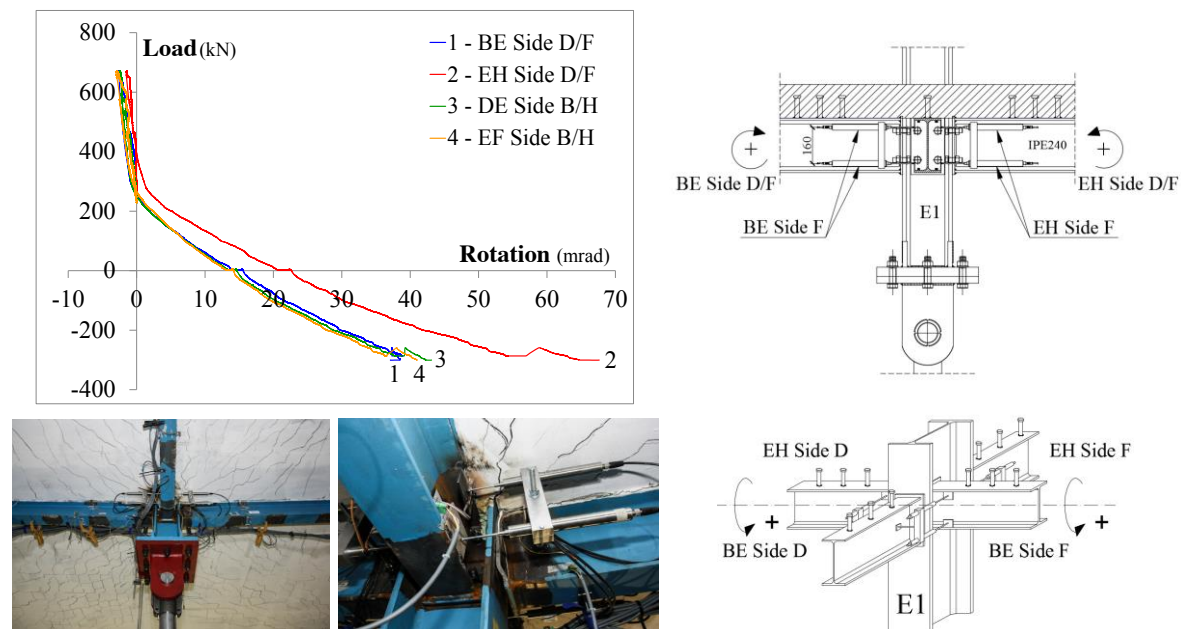 Load (kN)
800
600
400
200
0
-200
-400
-10 0 10 20 30 40 50 60 70
Rotation (mrad)
1 - BE Side D/F
2 - EH Side D/F
3 - DE Side B/H
4 - EF Side B/H
1
4
3
2
160
IPE240
BE Side D/F
EH Side D/F
E1
BE Side F
EH Side F
EH Side D
EH Side F
+
+
BE Side D
BE Side F
E1